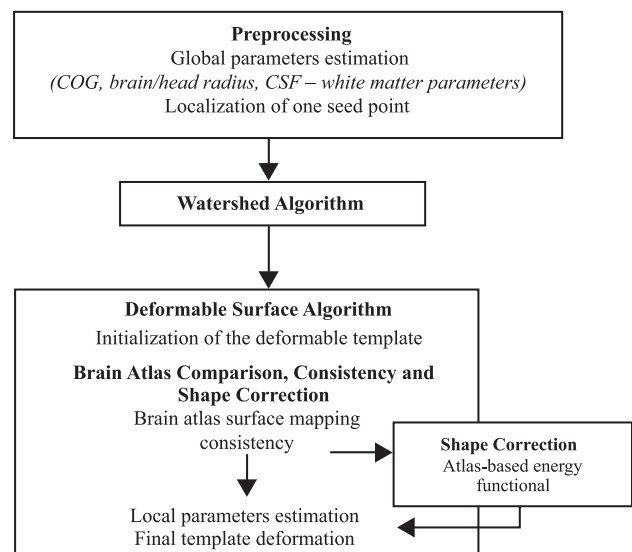 Preprocessing
Global parameters estimation
(COG, brain/head radius, CSF – white matter parameters)
Localization of one seed point
Watershed Algorithm
Deformable Surface Algorithm
Initialization of the deformable template
Brain Atlas Comparison, Consistency and
Shape Correction
Brain atlas surface mapping
consistency
Shape Correction
Atlas-based energy
functional
Local parameters estimation
Final template deformation